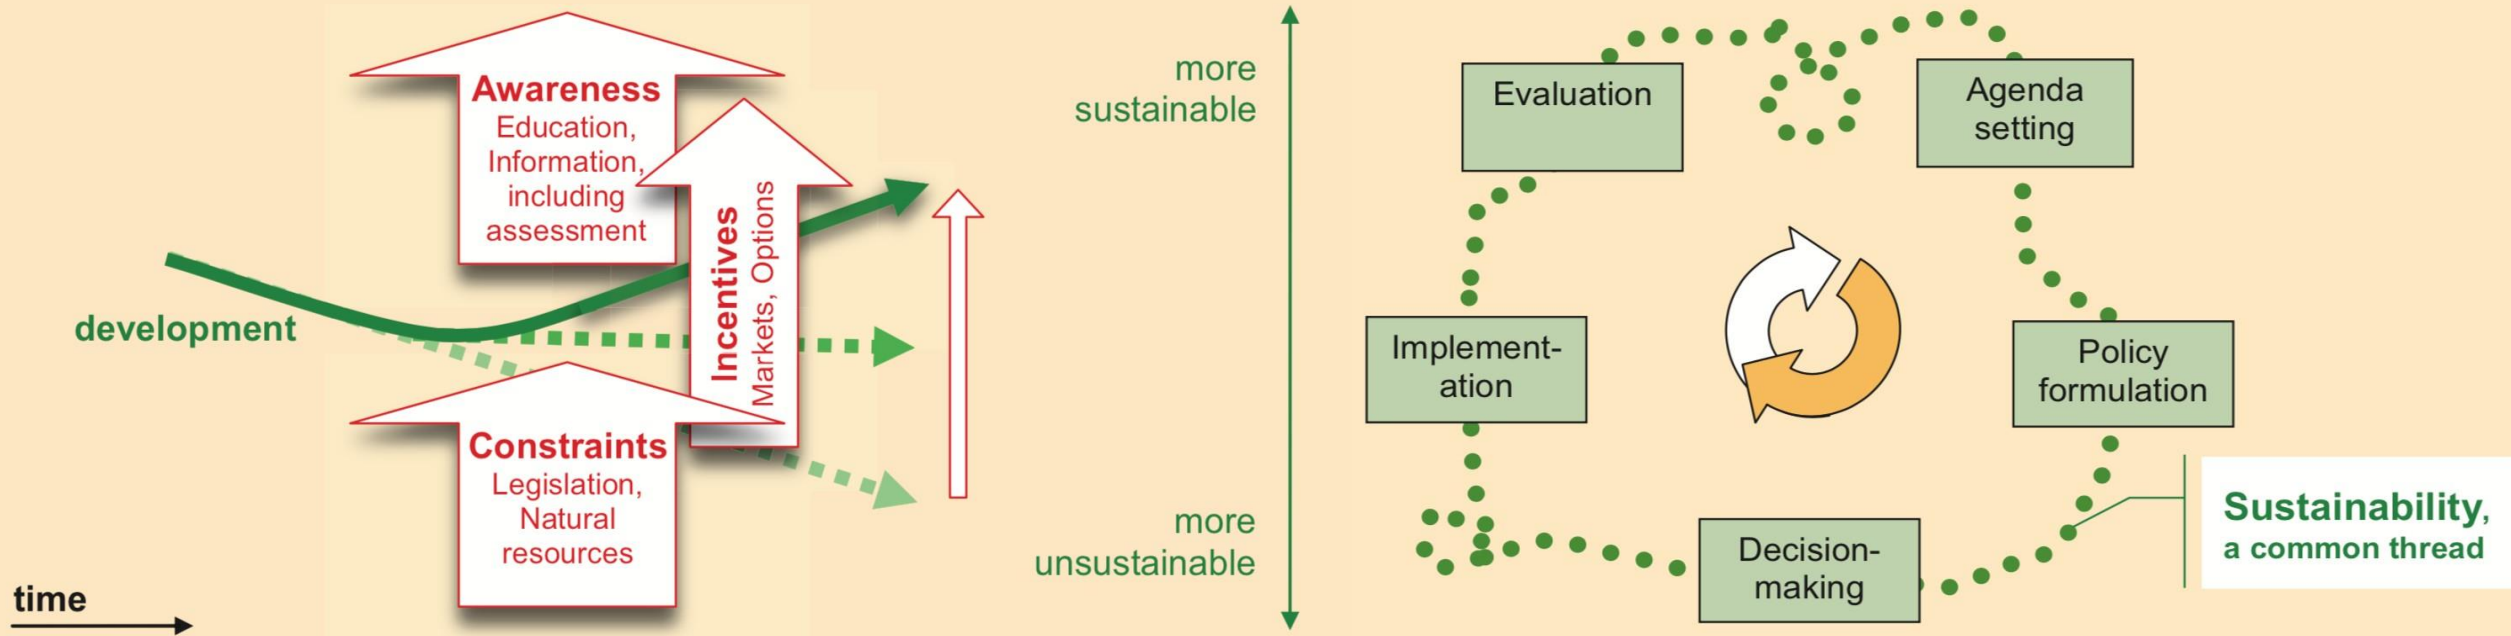 Awareness
Education,
Information,
including
assessment
Incentives
Markets, Options
development
Constraints
Legislation,
Natural
resources
time
more
sustainable
more
unsustainable
Evaluation
Agenda
setting
Implement-
ation
Policy
formulation
Decision-
making
Sustainability,
a common thread